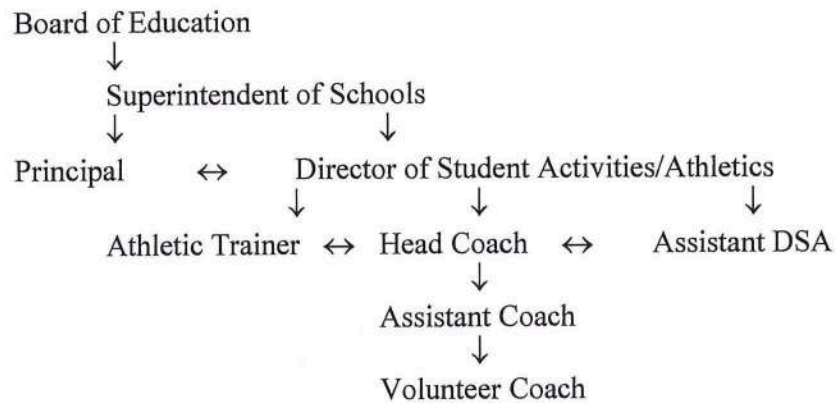 Board of Education
↓
Superintendent of Schools
↓ ↓
Principal ↔ Director of Student Activities/Athletics
↓ ↓ ↓
Athletic Trainer ↔ Head Coach ↔ Assistant DSA
↓
Assistant Coach
↓
Volunteer Coach